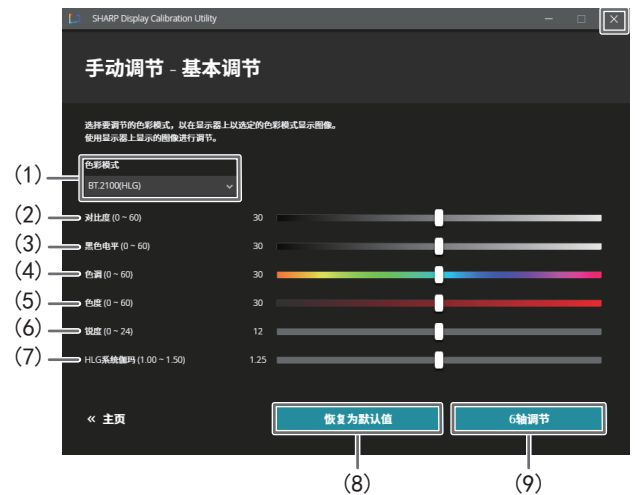 SHARP Display Calibration Utility
手动调节 - 基本调节
选择要调节的色彩模式，以在显示器上以选定的色彩模式显示图像。
使用显示器上显示的图像进行调节。
(1)
色彩模式
BT.2100(HLG)
(2) 对比度 (0 ~ 60) 30
(3) 黑色电平 (0 ~ 60) 30
(4) 色调 (0 ~ 60) 30
(5) 色度 (0 ~ 60) 30
(6) 锐度 (0 ~ 24) 12
(7) HLG系统伽玛 (1.00 ~ 1.50) 1.25
« 主页 恢复为默认值 6轴调节
(8) (9)